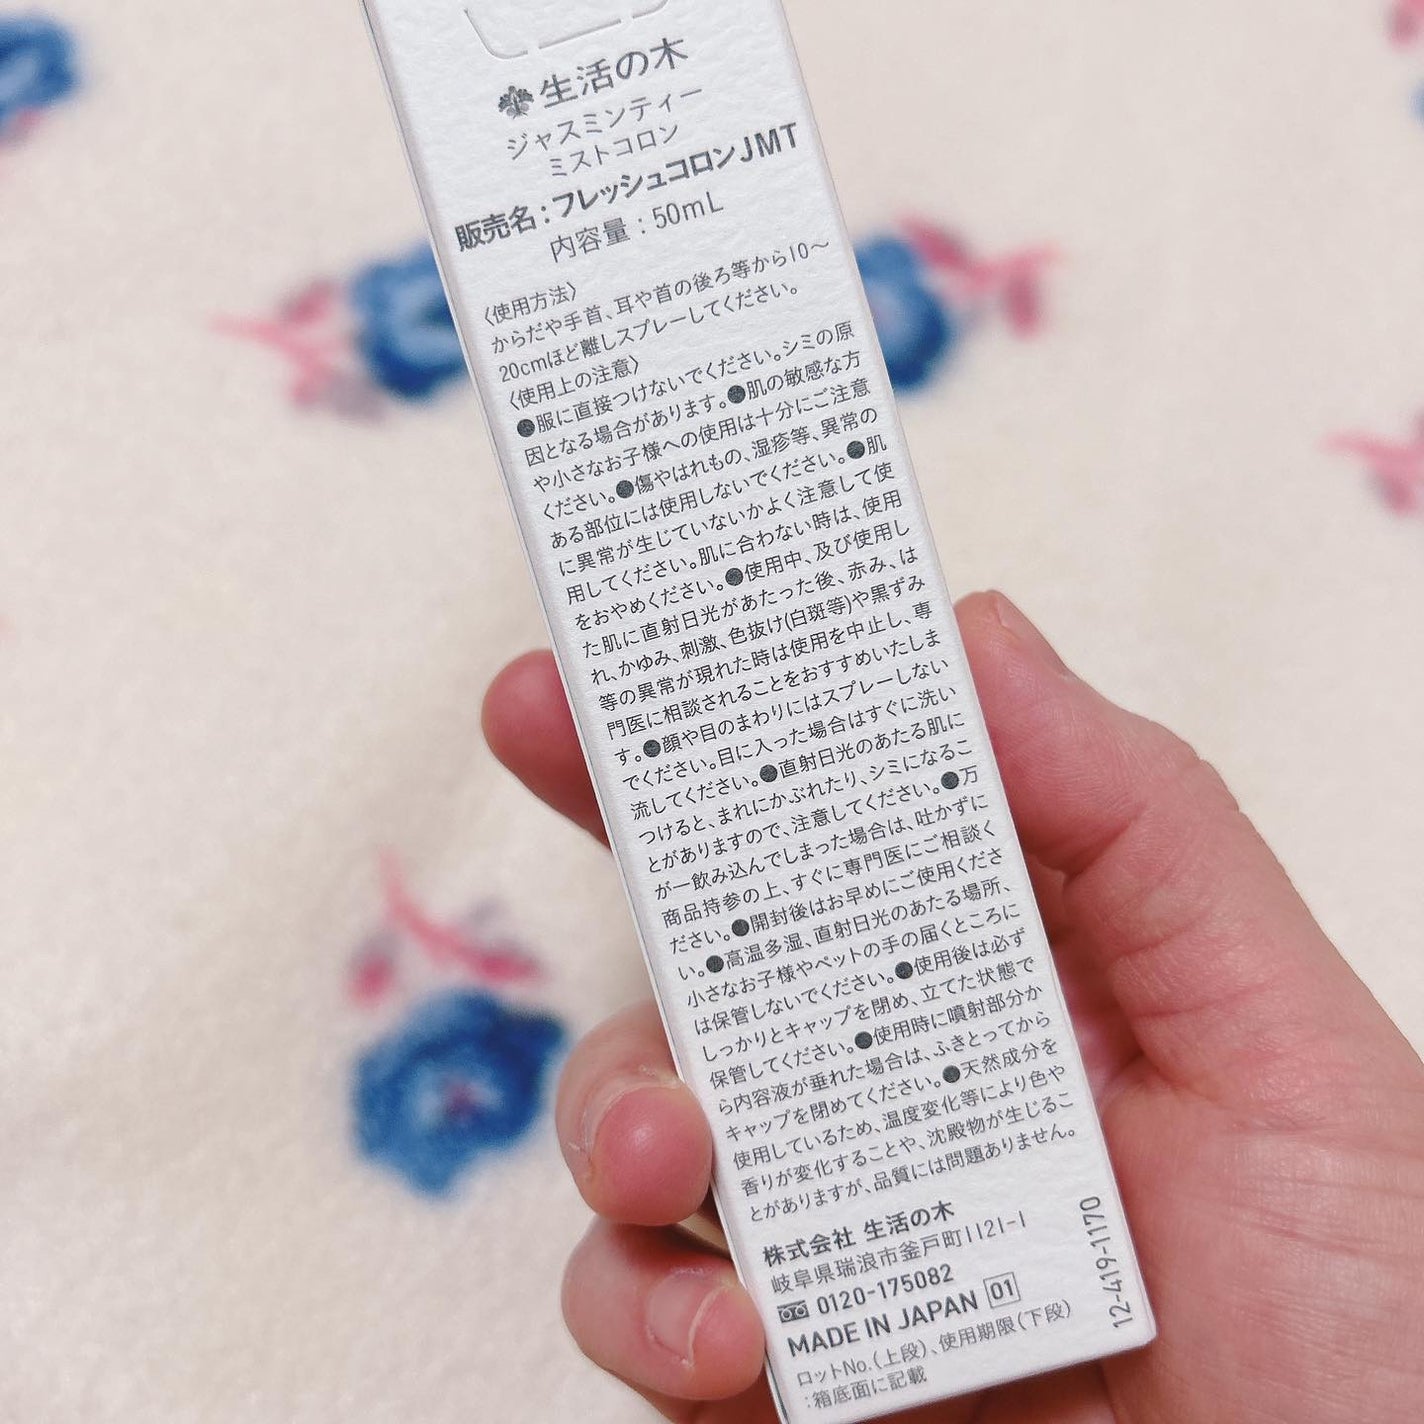 生活の木
ジャスミンティー
ミストコロン
販売名：フレッシュコロンJMT
内容量：50mL
〈使用方法〉
からだや手首、耳や首の後ろ等から10～
20cmほど離しスプレーしてください。
〈使用上の注意〉
●服に直接つけないでください。シミの原
因となる場合があります。●肌の敏感な方
や小さなお子様への使用は十分にご注意
ください。●傷やはれもの、湿疹等、異常の
ある部位には使用しないでください。●肌
に異常が生じていないかよく注意して使
用してください。肌に合わない時は、使用
をおやめください。●使用中、及び使用し
た肌に直射日光があたった後、赤み、は
れ、かゆみ、刺激、色抜け(白斑等)や黒ずみ
等の異常が現れた時は使用を中止し、専
門医に相談されることをおすすめいたしま
す。●顔や目のまわりにはスプレーしない
でください。目に入った場合はすぐに洗い
流してください。●直射日光のあたる肌に
つけると、まれにかぶれたり、シミになるこ
とがありますので、注意してください。●万
が一飲み込んでしまった場合は、吐かずに
商品持参の上、すぐに専門医にご相談く
ださい。●開封後はお早めにご使用くださ
い。●高温多湿、直射日光のあたる場所、
小さなお子様やペットの手の届くところに
は保管しないでください。●使用後は必ず
しっかりとキャップを閉め、立てた状態で
保管してください。●使用時に噴射部分か
ら内容液が垂れた場合は、ふきとってから
キャップを閉めてください。●天然成分を
使用しているため、温度変化等により色や
香りが変化することや、沈殿物が生じるこ
とがありますが、品質には問題ありません。
株式会社 生活の木
岐阜県瑞浪市釜戸町1121-1
0120-175082
MADE IN JAPAN 01
ロットNo.(上段)、使用期限(下段)
:箱底面に記載
12-419-1170